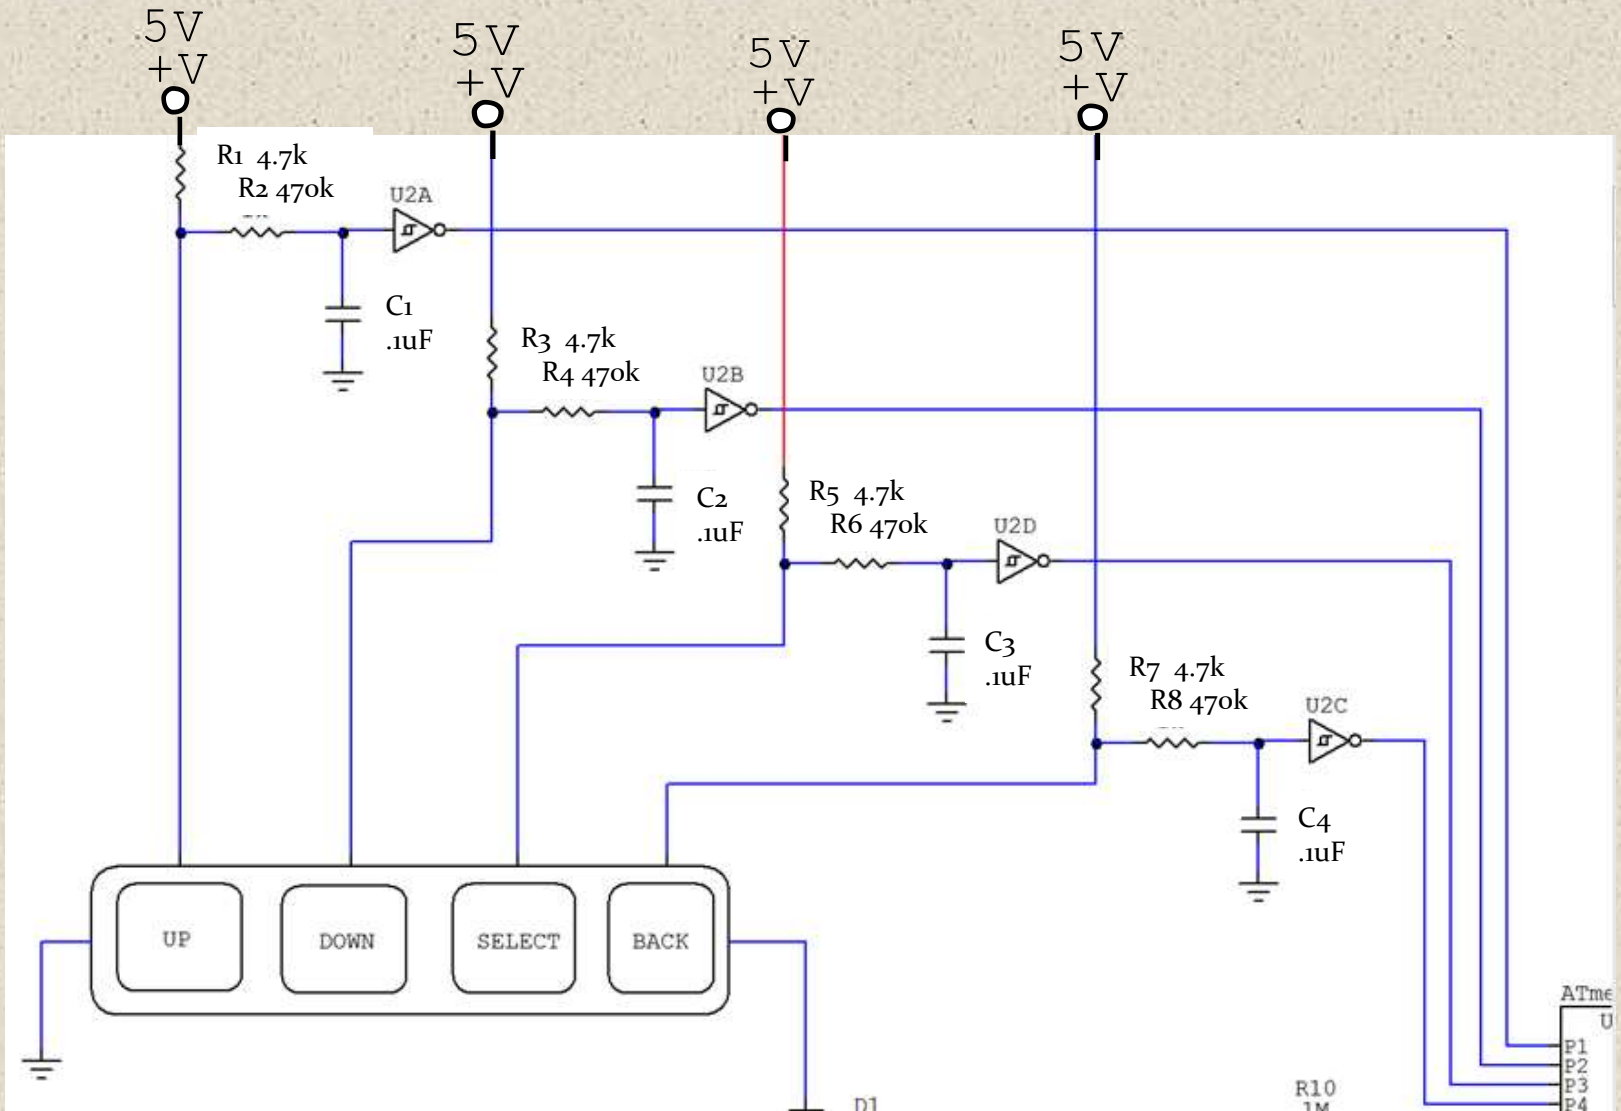 5V
+V
5V
+V
5V
+V
5V
+V
R1 4.7k
R2 470k
U2A
C1
.1uF
R3 4.7k
R4 470k
U2B
C2
.1uF
R5 4.7k
R6 470k
U2D
C3
.1uF
R7 4.7k
R8 470k
U2C
C4
.1uF
UP
DOWN
SELECT
BACK
ATme
U
P1
P2
P3
P4
R10
1M
D1